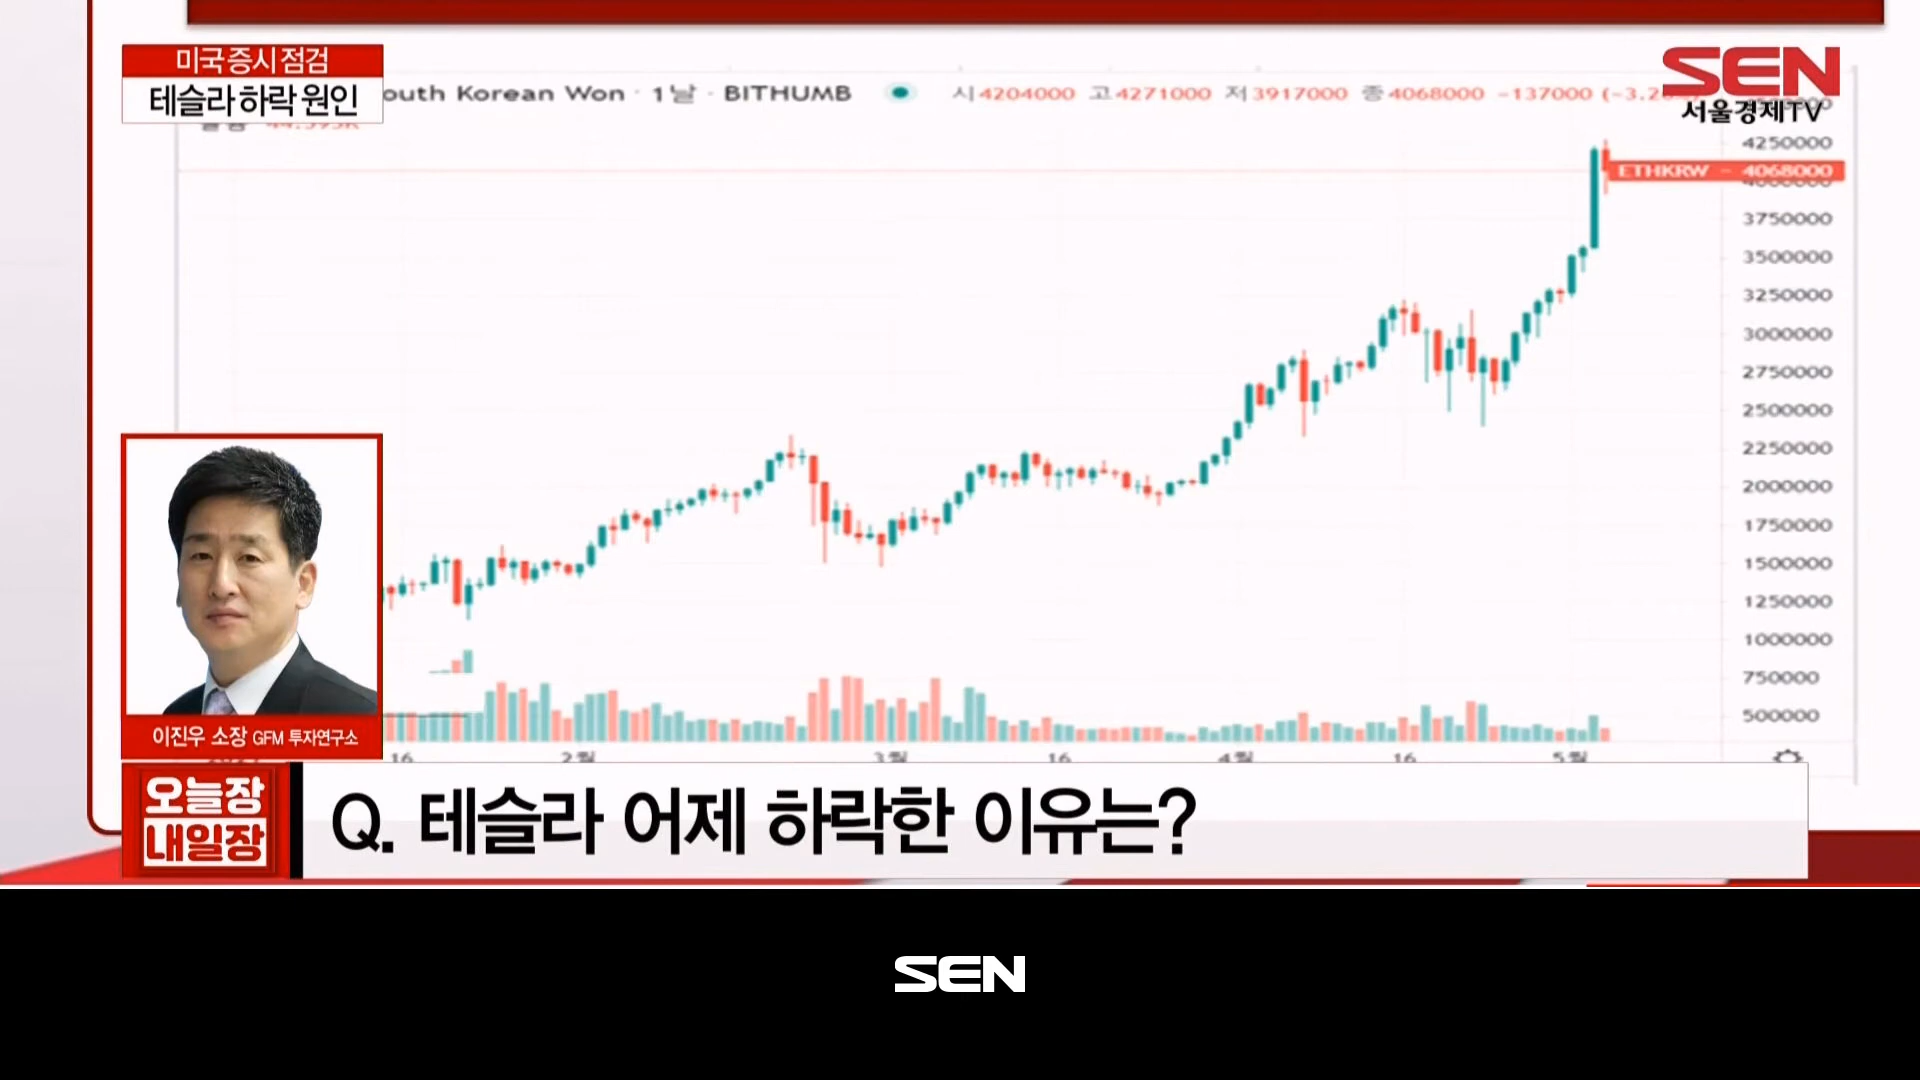 미국 증시 점검
테슬라 하락 원인
outh Korean Won · 1날 · BITHUMB 시4204000 고4271000 저3917000 종4068000 -137000
SEN
서울경제TV
4250000
ETHKRW - 4068000
3750000
3500000
3250000
3000000
2750000
2500000
2250000
2000000
1750000
1500000
1250000
1000000
750000
500000
16 2월 3월 16 4월 16 5월
이진우 소장 GFM 투자연구소
오늘장
내일장
Q. 테슬라 어제 하락한 이유는?
SEN